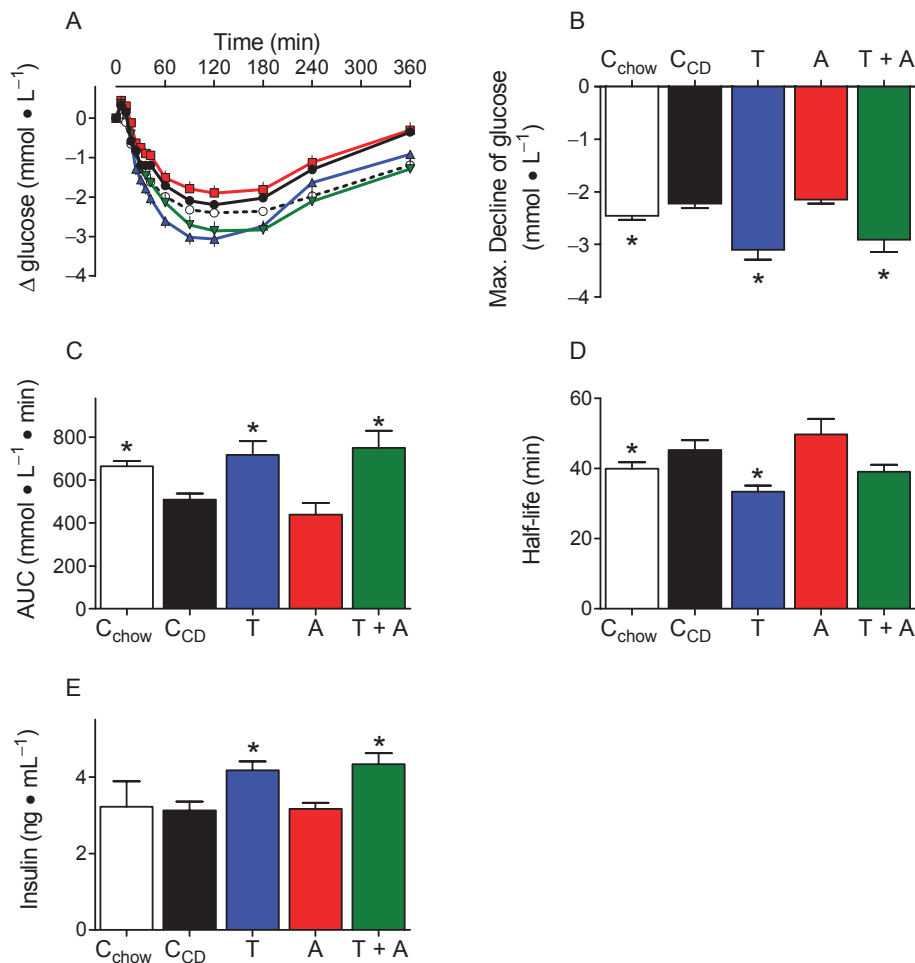 A
Time (min)
0 60 120 180 240 300 360
0
−1
−2
−3
−4
Δ glucose (mmol • L⁻¹)
B
Cchow CCD T A T + A
0
−1
−2
−3
−4
Max. Decline of glucose
(mmol • L⁻¹)
* * *
C
800
600
400
200
0
AUC (mmol • L⁻¹ • min)
* * *
Cchow CCD T A T + A
D
60
40
20
0
Half-life (min)
* *
Cchow CCD T A T + A
E
4
2
0
Insulin (ng • mL⁻¹)
* *
Cchow CCD T A T + A